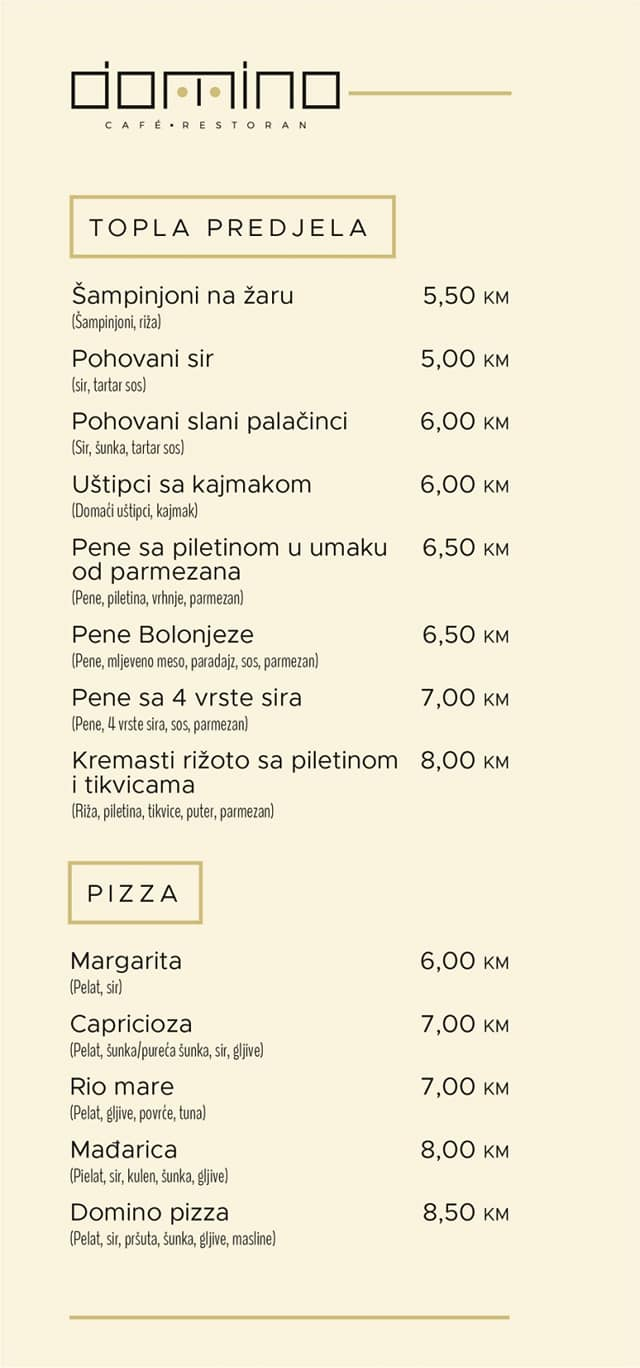 domino
CAFÉ•RESTORAN
TOPLA PREDJELA
Šampinjoni na žaru 5,50 KM
(Šampinjoni, riža)
Pohovani sir 5,00 KM
(sir, tartar sos)
Pohovani slani palačinci 6,00 KM
(Sir, šunka, tartar sos)
Uštipci sa kajmakom 6,00 KM
(Domaći uštipci, kajmak)
Pene sa piletinom u umaku 6,50 KM
od parmezana
(Pene, piletina, vrhnje, parmezan)
Pene Bolonjeze 6,50 KM
(Pene, mljeveno meso, paradajz, sos, parmezan)
Pene sa 4 vrste sira 7,00 KM
(Pene, 4 vrste sira, sos, parmezan)
Kremasti rižoto sa piletinom 8,00 KM
i tikvicama
(Riža, piletina, tikvice, puter, parmezan)
PIZZA
Margarita 6,00 KM
(Pelat, sir)
Capricioza 7,00 KM
(Pelat, šunka/pureća šunka, sir, gljive)
Rio mare 7,00 KM
(Pelat, gljive, povrće, tuna)
Mađarica 8,00 KM
(Pielat, sir, kulen, šunka, gljive)
Domino pizza 8,50 KM
(Pelat, sir, pršuta, šunka, gljive, masline)